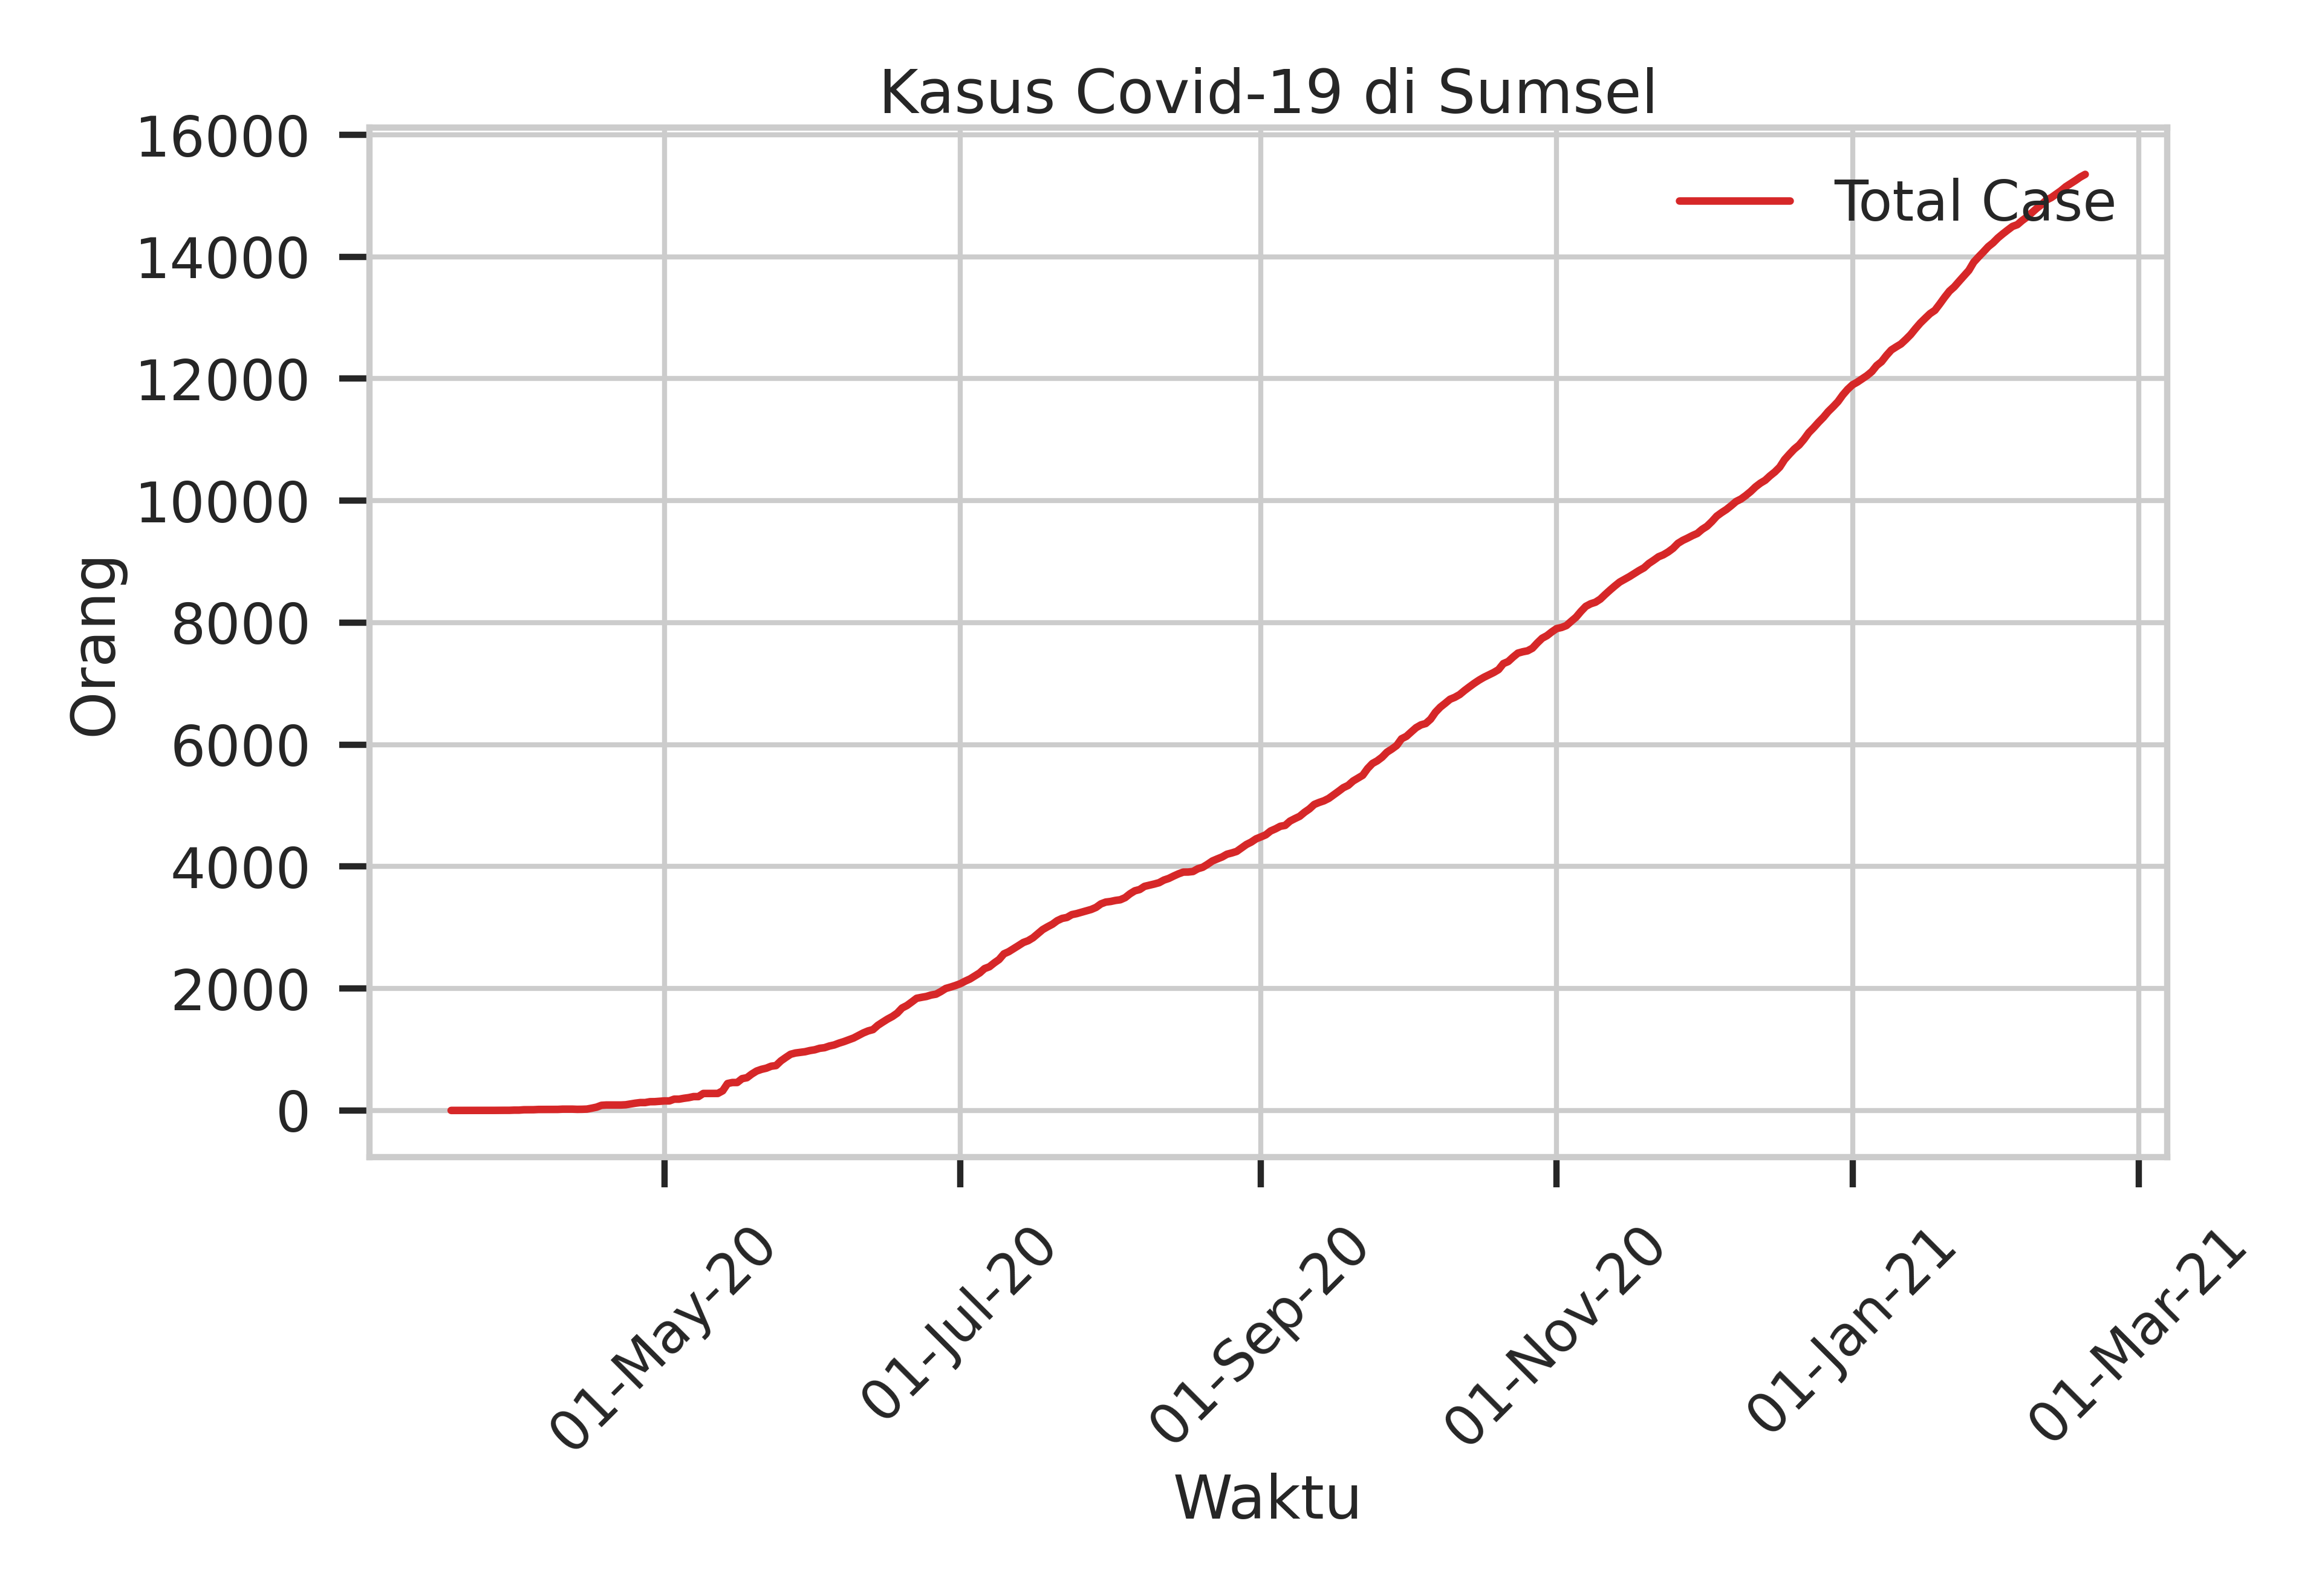 Kasus Covid-19 di Sumsel
Total Case
16000
14000
12000
10000
8000
6000
4000
2000
0
Orang
01-May-20
01-Jul-20
01-Sep-20
01-Nov-20
01-Jan-21
01-Mar-21
Waktu